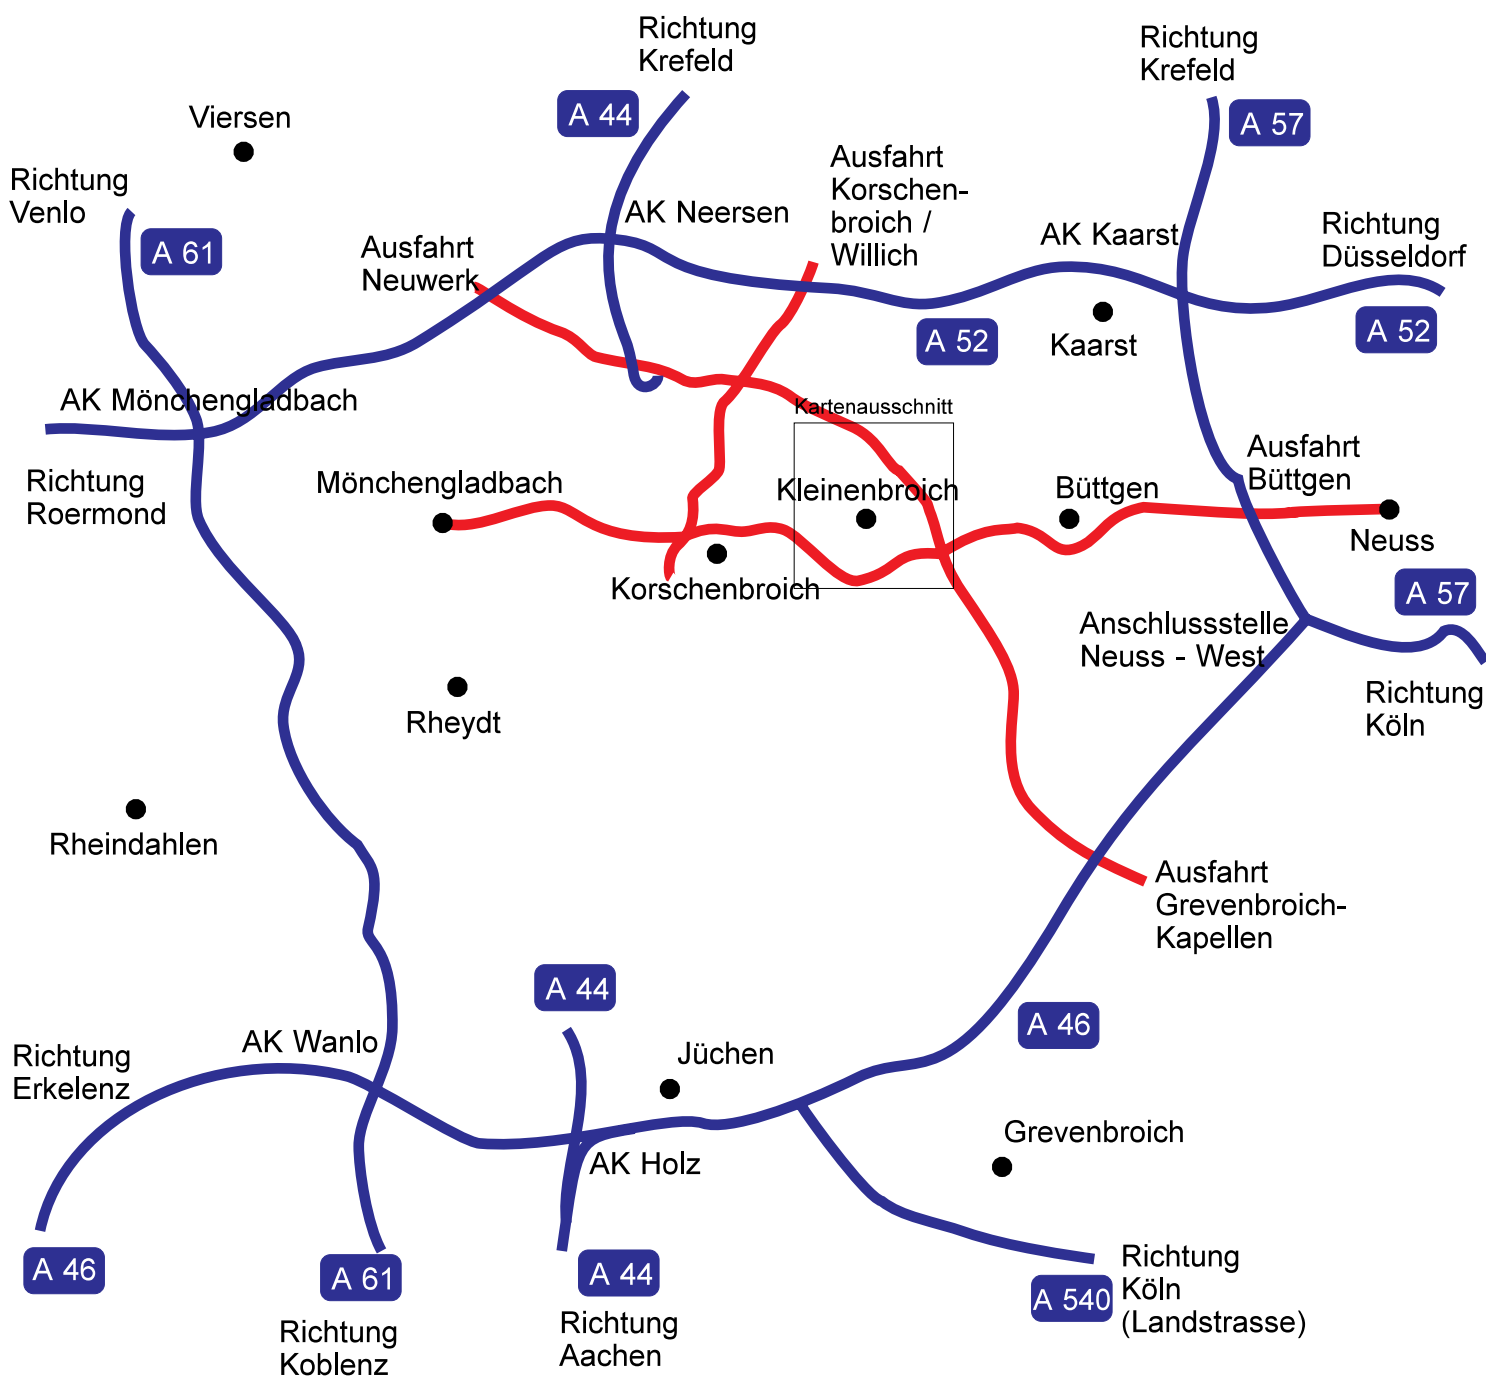 Richtung
Krefeld
Richtung
Krefeld
A 44
A 57
Viersen
Ausfahrt
Korschen-
broich /
Willich
Richtung
Venlo
A 61
AK Neersen
AK Kaarst
Richtung
Düsseldorf
Ausfahrt
Neuwerk
A 52
A 52
Kaarst
AK Mönchengladbach
Kartenausschnitt
Richtung
Roermond
Mönchengladbach
Kleinenbroich
Büttgen
Ausfahrt
Büttgen
Neuss
Korschenbroich
A 57
Anschlussstelle
Neuss - West
Richtung
Köln
Rheydt
Rheindahlen
Ausfahrt
Grevenbroich-
Kapellen
A 44
A 46
AK Wanlo
Jüchen
Richtung
Erkelenz
Grevenbroich
AK Holz
A 46
A 61
A 44
A 540
Richtung
Köln
(Landstrasse)
Richtung
Koblenz
Richtung
Aachen